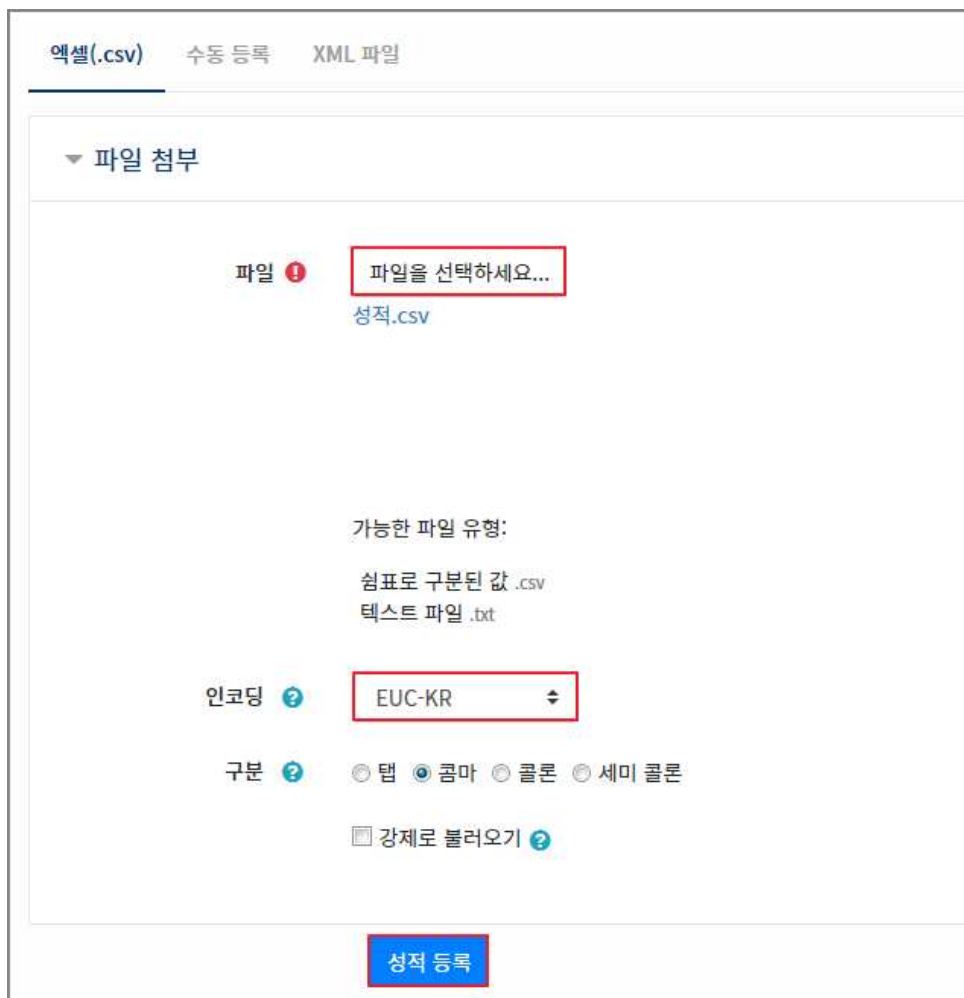 엑셀(.csv) 수동 등록 XML 파일
파일 첨부
파일 파일을 선택하세요...
성적.csv
가능한 파일 유형:
쉼표로 구분된 값 .csv
텍스트 파일 .txt
인코딩 EUC-KR
구분 탭 콤마 콜론 세미 콜론
강제로 불러오기
성적 등록